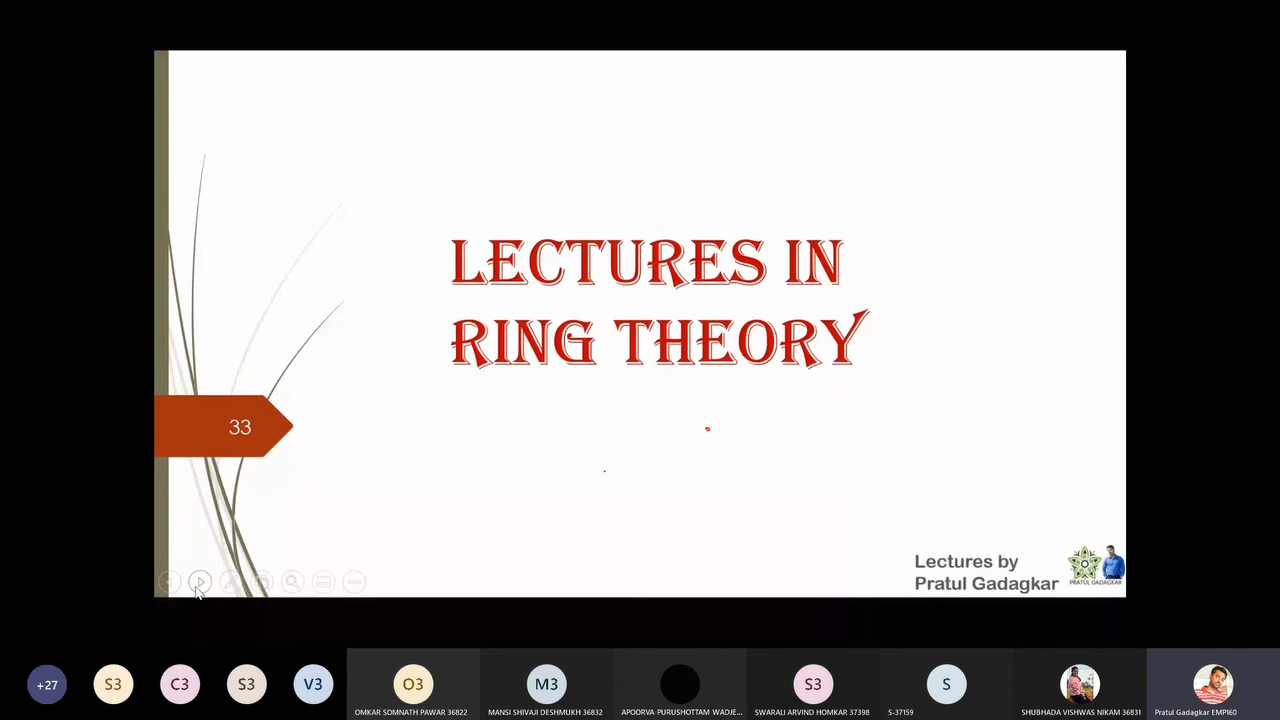 LECTURES IN
RING THEORY
33
Lectures by
Pratul Gadagkar
PRATUL GADAGKAR
+27
S3
C3
S3
V3
O3
M3
S3
S
OMKAR SOMNATH PAWAR 36822
MANSI SHIVAJI DESHMUKH 36832
APOORVA PURUSHOTTAM WADJE...
SWARALI ARVIND HOMKAR 37398
S-37159
SHUBHADA VISHWAS NIKAM 36831
Pratul Gadagkar EMP160